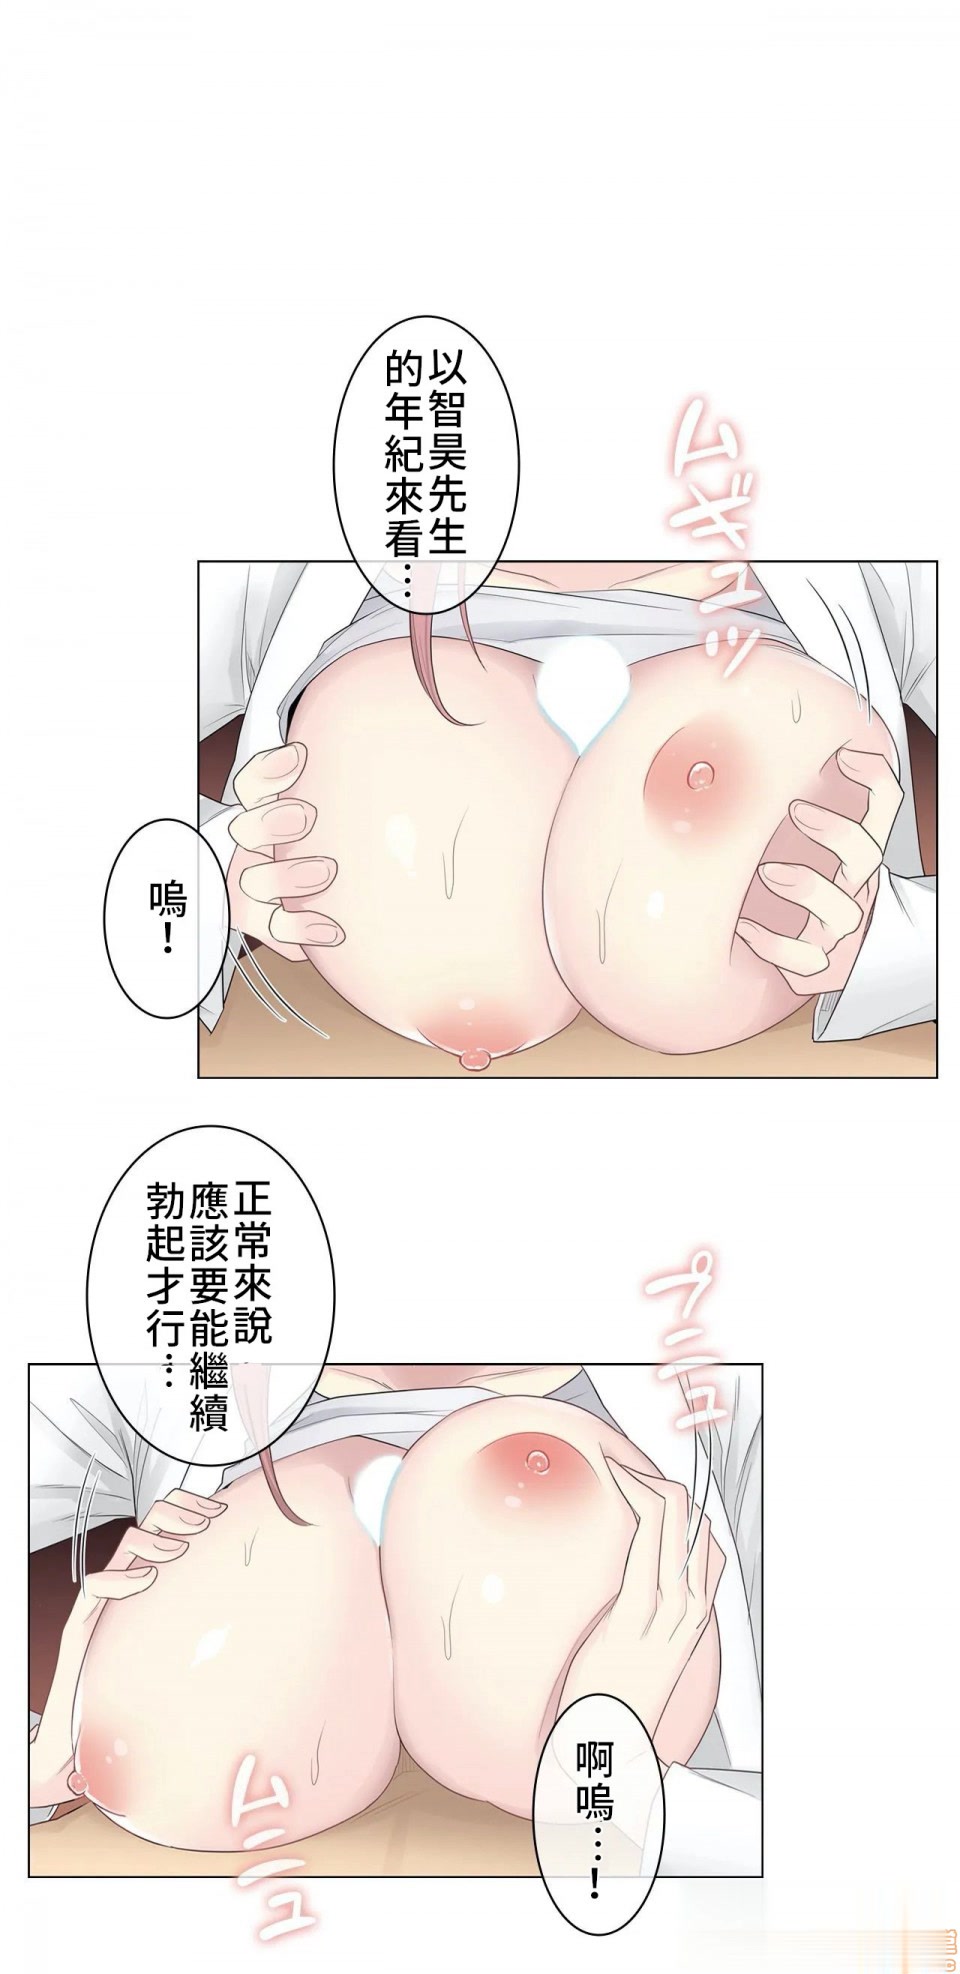 以智昊先生
的年紀來看…
ムギュッ
嗚！
正常來說，
應該要能繼續
勃起才行…
プニュ
ムニュ
啊嗚……！